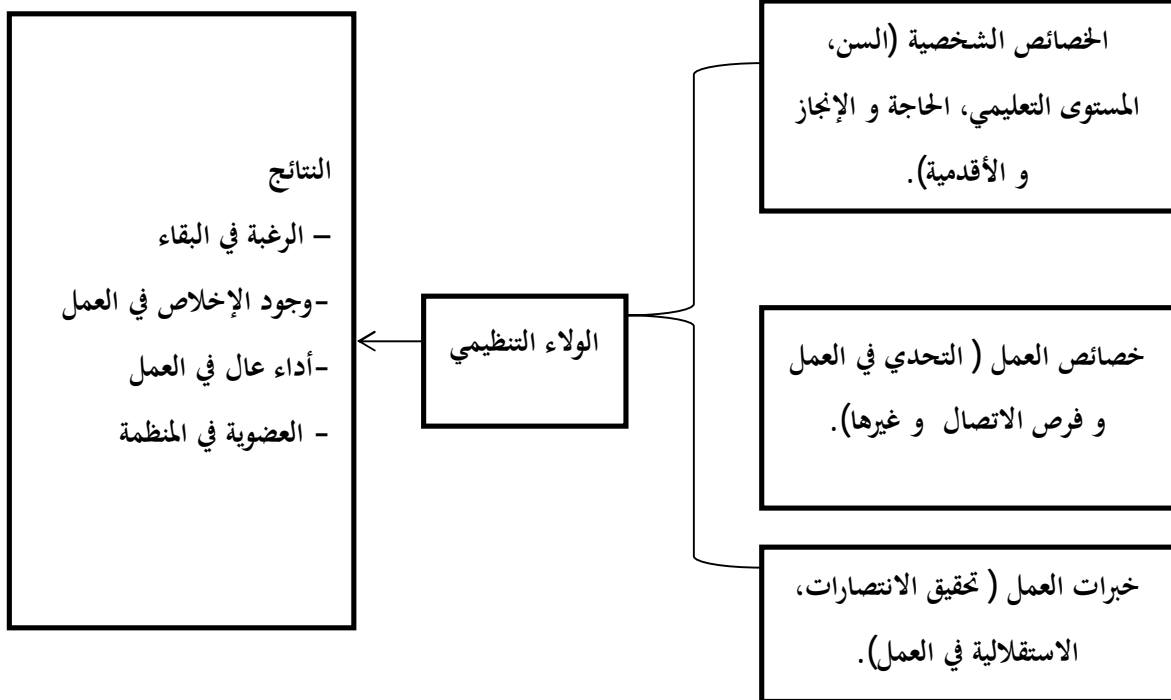 الخصائص الشخصية (السن،
المستوى التعليمي، الحاجة و الإنجاز
و الأقدمية).
خصائص العمل ( التحدي في العمل
و فرص الاتصال و غيرها).
خبرات العمل ( تحقيق الانتصارات،
الاستقلالية في العمل).
الولاء التنظيمي
النتائج
– الرغبة في البقاء
-وجود الإخلاص في العمل
-أداء عال في العمل
- العضوية في المنظمة